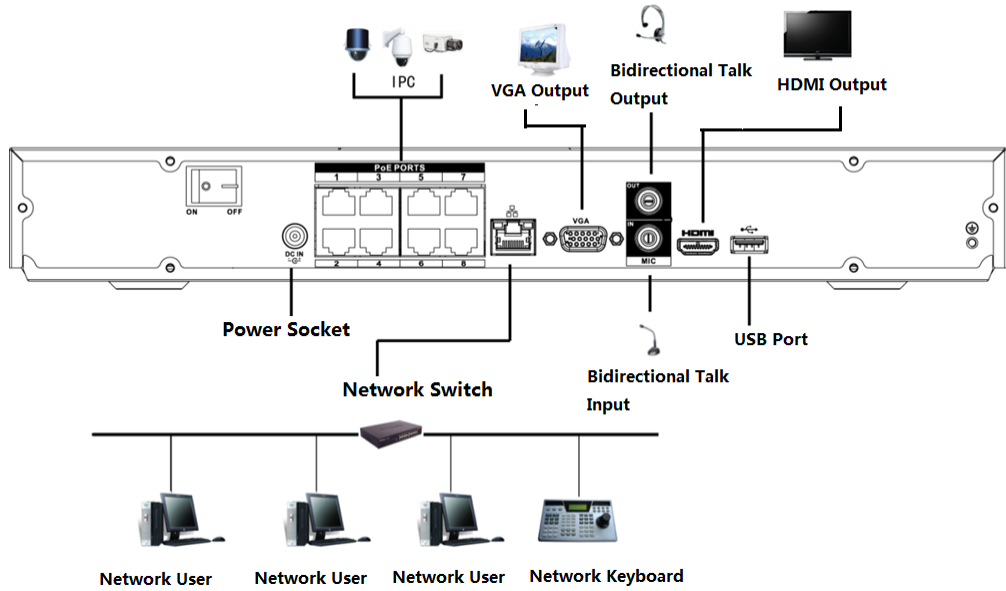 IPC
VGA Output
Bidirectional Talk
Output
HDMI Output
PoE PORTS
1 3 5 7
ON OFF
DC IN
2 4 6 8
VGA
OUT
IN
MIC
HDMI
Power Socket
Network Switch
USB Port
Bidirectional Talk
Input
Network User
Network User
Network User
Network Keyboard